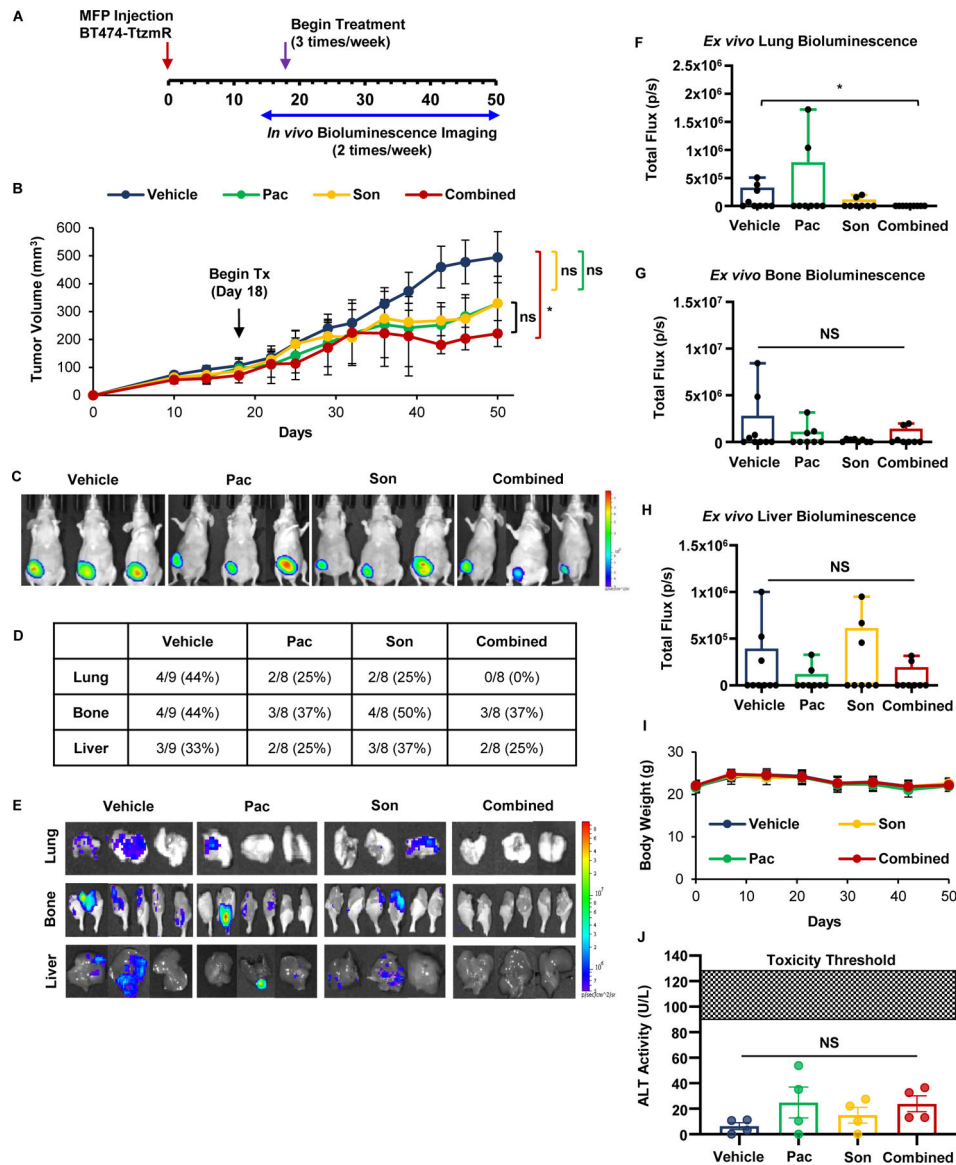 A
MFP Injection
BT474-TtzmR
Begin Treatment
(3 times/week)
0 10 20 30 40 50
In vivo Bioluminescence Imaging
(2 times/week)
B
Vehicle Pac Son Combined
Tumor Volume (mm³)
600
500
400
300
200
100
0
Begin Tx
(Day 18)
ns
*
ns
ns
0 10 20 30 40 50
Days
C
Vehicle Pac Son Combined
D
Vehicle Pac Son Combined
Lung 4/9 (44%) 2/8 (25%) 2/8 (25%) 0/8 (0%)
Bone 4/9 (44%) 3/8 (37%) 4/8 (50%) 3/8 (37%)
Liver 3/9 (33%) 2/8 (25%) 3/8 (37%) 2/8 (25%)
E
Vehicle Pac Son Combined
Lung
Bone
Liver
10⁷
10⁶
p/sec/cm^2/sr
F
Ex vivo Lung Bioluminescence
Total Flux (p/s)
2.5x10⁶
2x10⁶
1.5x10⁶
1x10⁶
5x10⁵
0
*
Vehicle Pac Son Combined
G
Ex vivo Bone Bioluminescence
Total Flux (p/s)
1.5x10⁷
1x10⁷
5x10⁶
0
NS
Vehicle Pac Son Combined
H
Ex vivo Liver Bioluminescence
Total Flux (p/s)
1.5x10⁶
1x10⁶
5x10⁵
0
NS
Vehicle Pac Son Combined
I
Body Weight (g)
30
20
10
0
Vehicle Son
Pac Combined
0 10 20 30 40 50
Days
J
Toxicity Threshold
ALT Activity (U/L)
140
120
100
80
60
40
20
0
NS
Vehicle Pac Son Combined